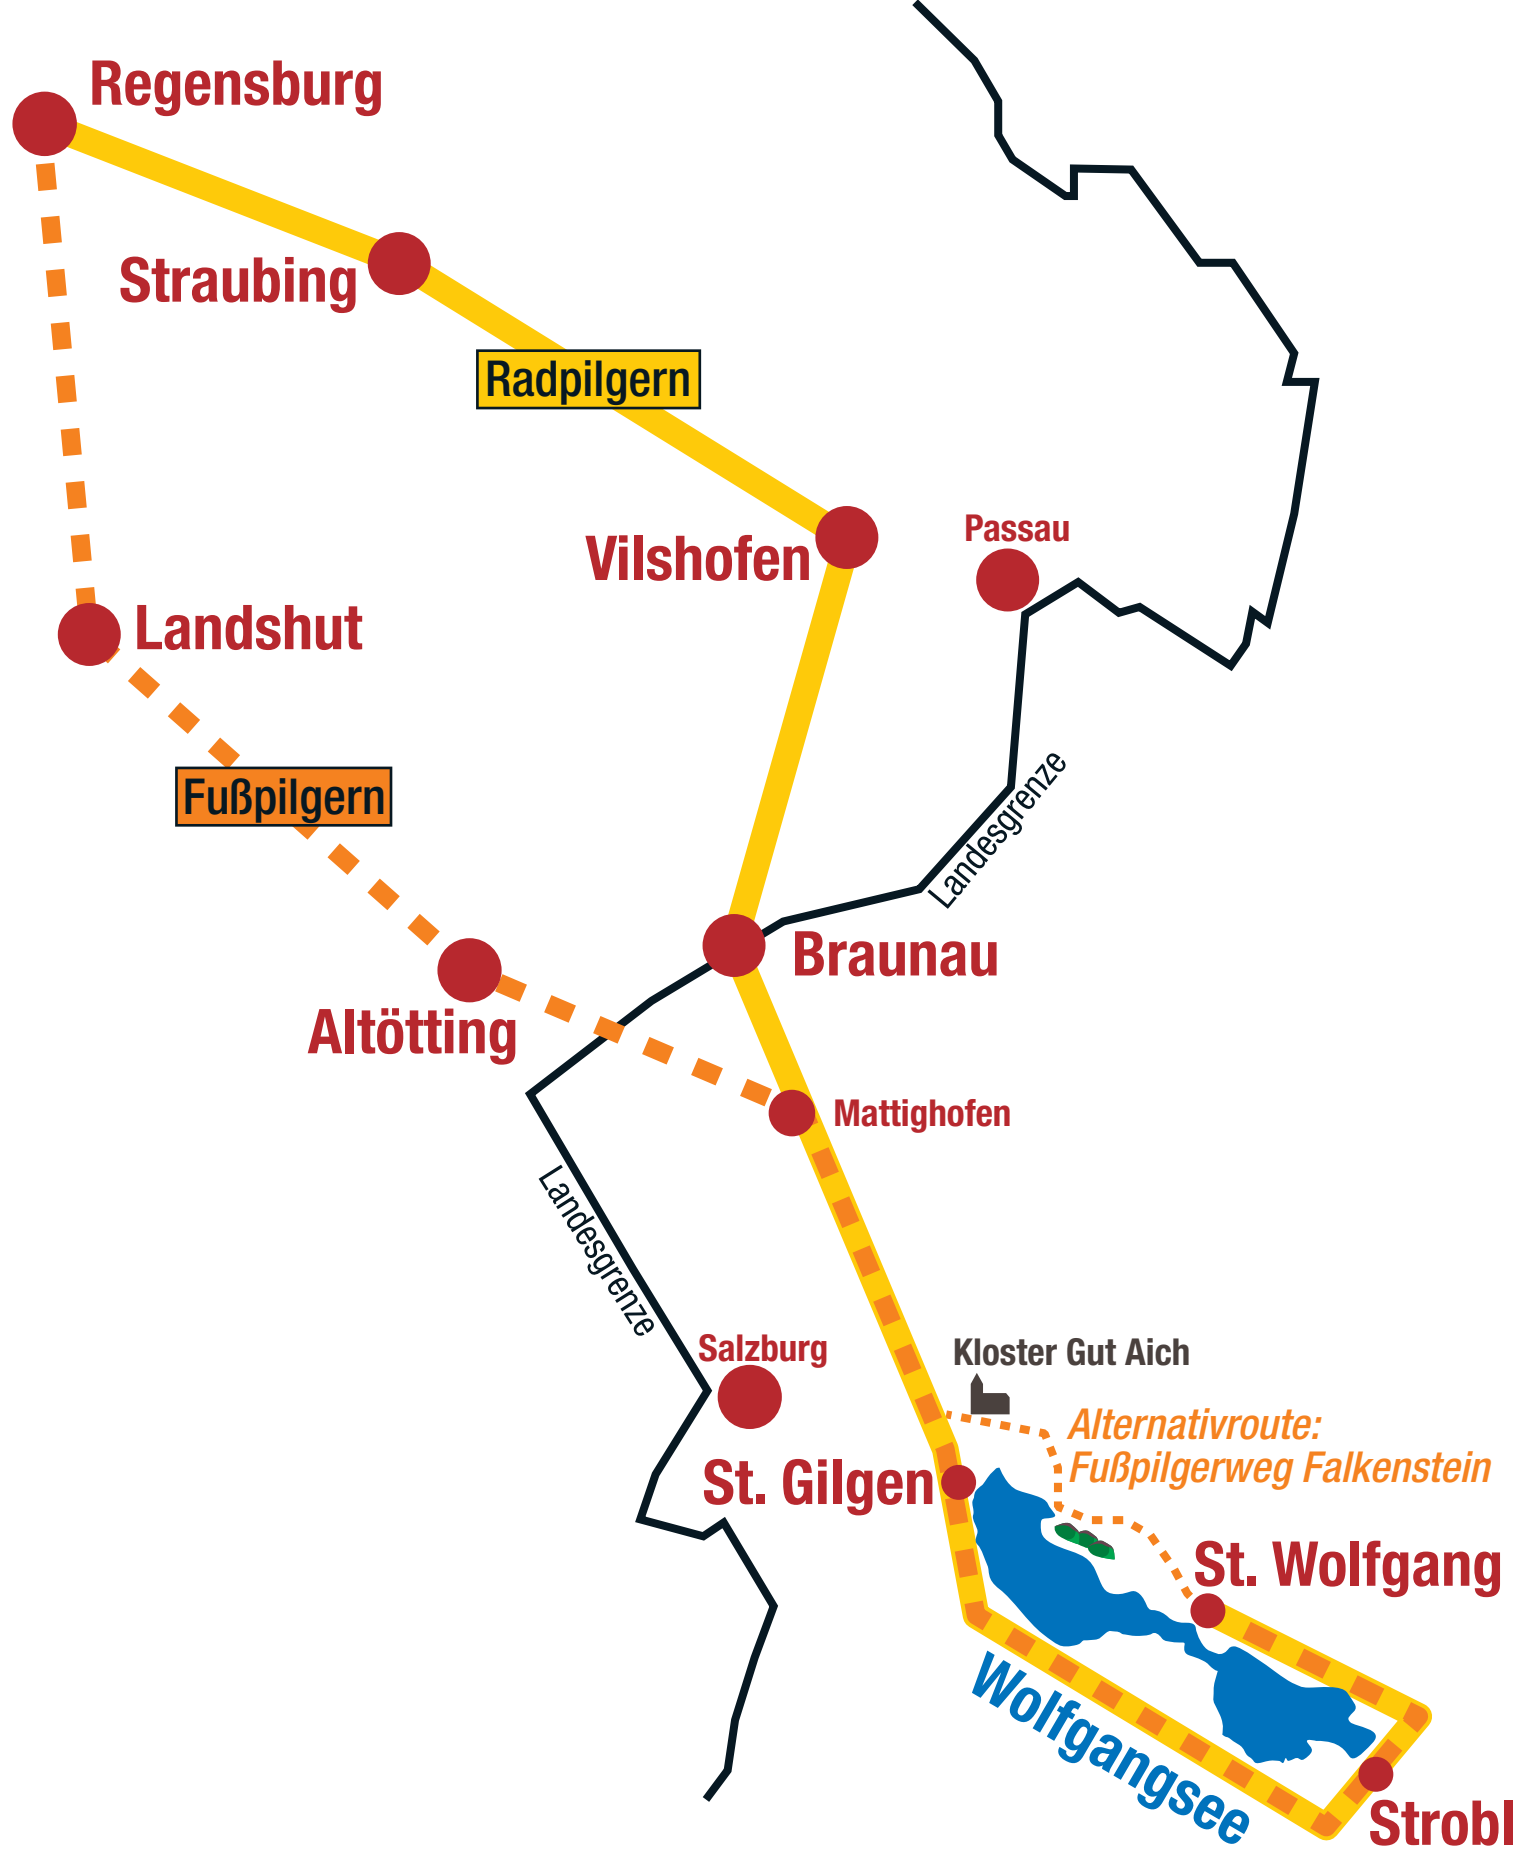 Regensburg
Straubing
Radpilgern
Vilshofen
Passau
Landshut
Fußpilgern
Landesgrenze
Braunau
Altötting
Mattighofen
Landesgrenze
Salzburg
Kloster Gut Aich
Alternativroute:
Fußpilgerweg Falkenstein
St. Gilgen
St. Wolfgang
Wolfgangsee
Strobl